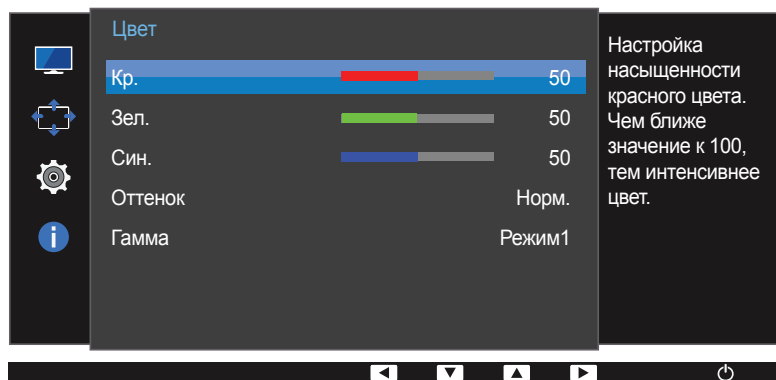 Цвет
Кр. 50
Зел. 50
Син. 50
Оттенок Норм.
Гамма Режим1
Настройка
насыщенности
красного цвета.
Чем ближе
значение к 100,
тем интенсивнее
цвет.